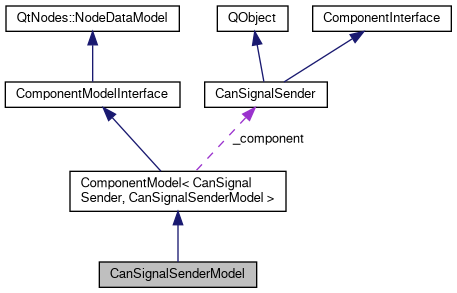 QtNodes::NodeDataModel
QObject
ComponentInterface
ComponentModelInterface
CanSignalSender
_component
ComponentModel< CanSignal
Sender, CanSignalSenderModel >
CanSignalSenderModel